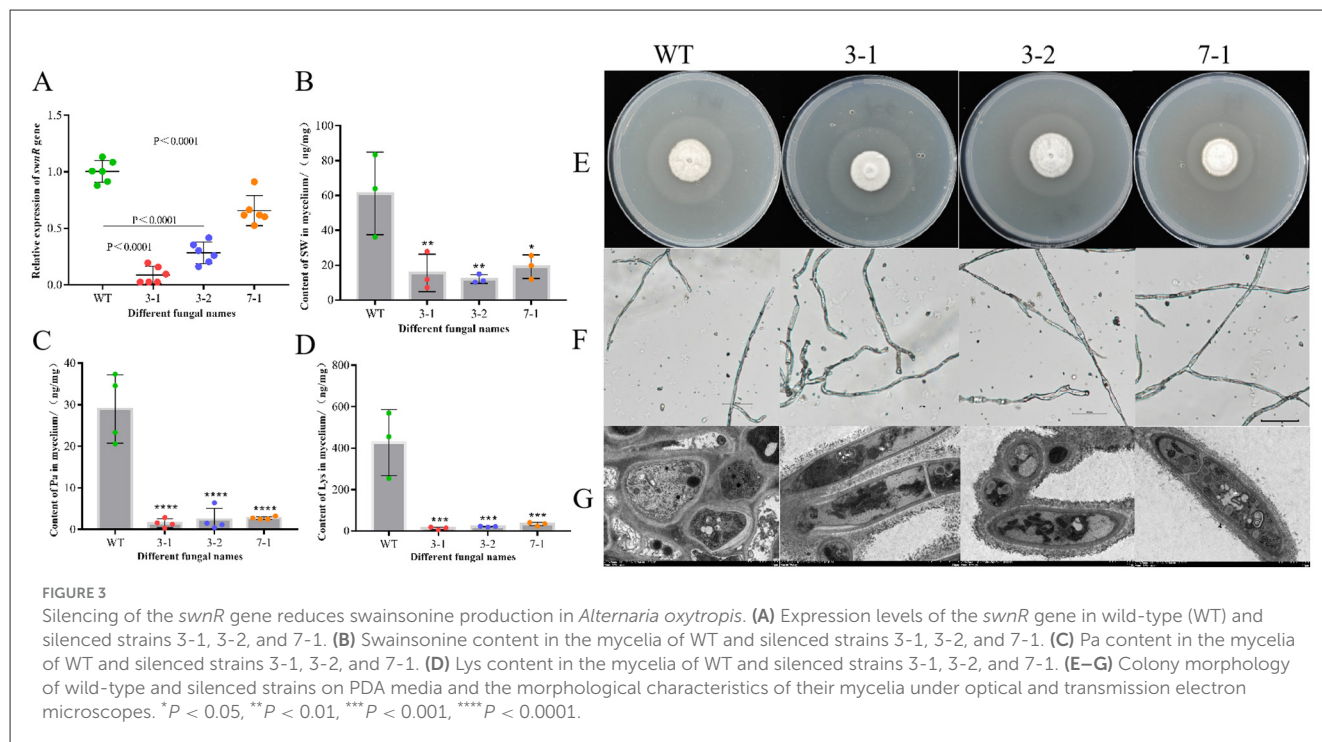 WT 3-1 3-2 7-1
A
Relative expression of swnR gene
1.5
1.0
0.5
0.0
P < 0.0001
P < 0.0001
P < 0.0001
WT 3-1 3-2 7-1
Different fungal names
B
Content of SW in mycelium/ (ng/mg)
100
80
60
40
20
0
** ** *
WT 3-1 3-2 7-1
Different fungal names
C
Content of Pa in mycelium/ (ng/mg)
40
30
20
10
0
**** **** ****
WT 3-1 3-2 7-1
Different fungal names
D
Content of Lys in mycelium/ (ng/mg)
800
600
400
200
0
*** *** ***
WT 3-1 3-2 7-1
Different fungal names
E
F
G
FIGURE 3
Silencing of the swnR gene reduces swainsonine production in Alternaria oxytropis. (A) Expression levels of the swnR gene in wild-type (WT) and
silenced strains 3-1, 3-2, and 7-1. (B) Swainsonine content in the mycelia of WT and silenced strains 3-1, 3-2, and 7-1. (C) Pa content in the mycelia
of WT and silenced strains 3-1, 3-2, and 7-1. (D) Lys content in the mycelia of WT and silenced strains 3-1, 3-2, and 7-1. (E–G) Colony morphology
of wild-type and silenced strains on PDA media and the morphological characteristics of their mycelia under optical and transmission electron
microscopes. *P < 0.05, **P < 0.01, ***P < 0.001, ****P < 0.0001.